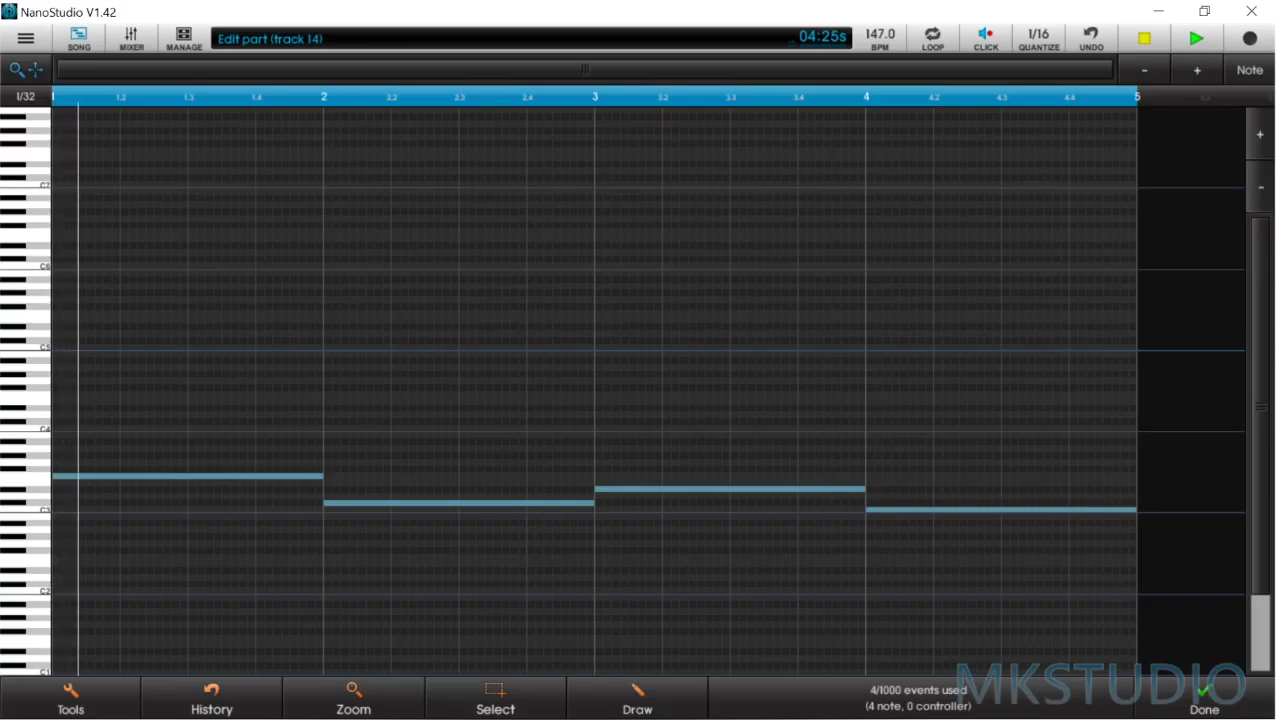 NanoStudio V1.42
SONG MIXER MANAGE Edit part (track 14) 04:25s 147.0 BPM LOOP CLICK 1/16 QUANTIZE UNDO
- + Note
1/32 1 1.2 1.3 1.4 2 2.2 2.3 2.4 3 3.2 3.3 3.4 4 4.2 4.3 4.4 5 5.2
+
-
C7
C6
C5
C4
C3
C2
C1
MKSTUDIO
Tools History Zoom Select Draw 4/1000 events used Done
(4 note, 0 controller)